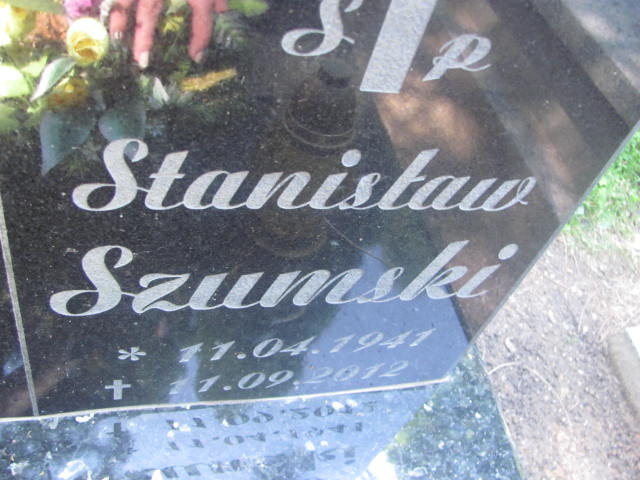 Ś p
Stanisław
Szumski
* 11.04.1941
✝ 11.09.2012